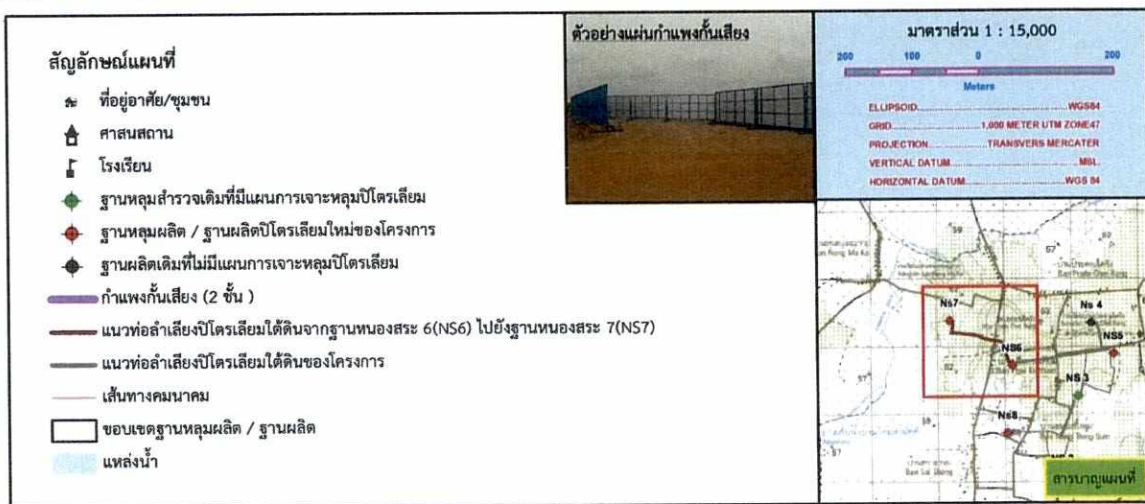 สัญลักษณ์แผนที่
ที่อยู่อาศัย/ชุมชน
ศาสนสถาน
โรงเรียน
ฐานหลุมสำรวจเดิมที่มีแผนการเจาะหลุมปิโตรเลียม
ฐานหลุมผลิต / ฐานผลิตปิโตรเลียมใหม่ของโครงการ
ฐานผลิตเดิมที่ไม่มีแผนการเจาะหลุมปิโตรเลียม
กำแพงกั้นเสียง (2 ชั้น )
แนวท่อลำเลียงปิโตรเลียมใต้ดินจากฐานหนองสระ 6(NS6) ไปยังฐานหนองสระ 7(NS7)
แนวท่อลำเลียงปิโตรเลียมใต้ดินของโครงการ
เส้นทางคมนาคม
ขอบเขตฐานหลุมผลิต / ฐานผลิต
แหล่งน้ำ
ตัวอย่างแผ่นกำแพงกั้นเสียง
มาตราส่วน 1 : 15,000
200 100 0 200
Meters
ELLIPSOID WGS84
GRID 1,000 METER UTM ZONE47
PROJECTION TRANSVERS MERCATER
VERTICAL DATUM MSL
HORIZONTAL DATUM WGS 84
Ns7
Ns 4
NS6
NS5
NS 3
Ns8
สารบาญแผนที่